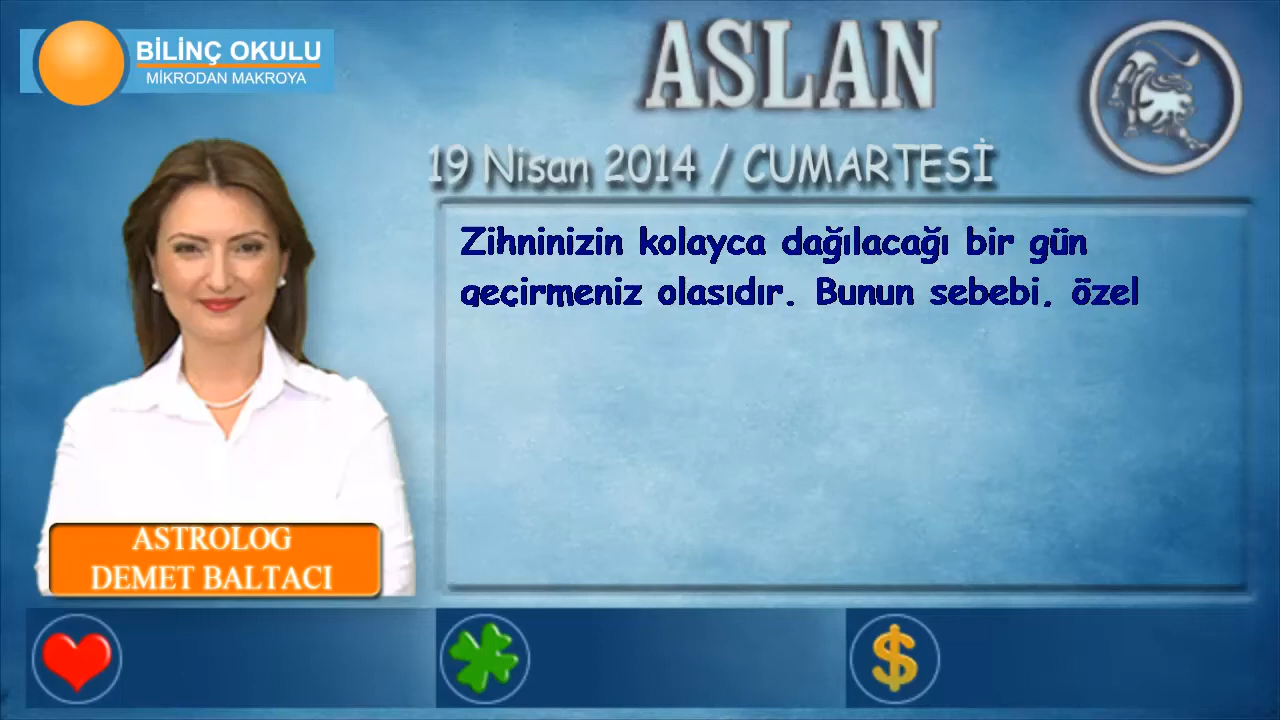 BİLİNÇ OKULU
MİKRODAN MAKROYA
ASLAN
19 Nisan 2014 / CUMARTESİ
Zihninizin kolayca dağılacağı bir gün
geçirmeniz olasıdır. Bunun sebebi, özel
ASTROLOG
DEMET BALTACI